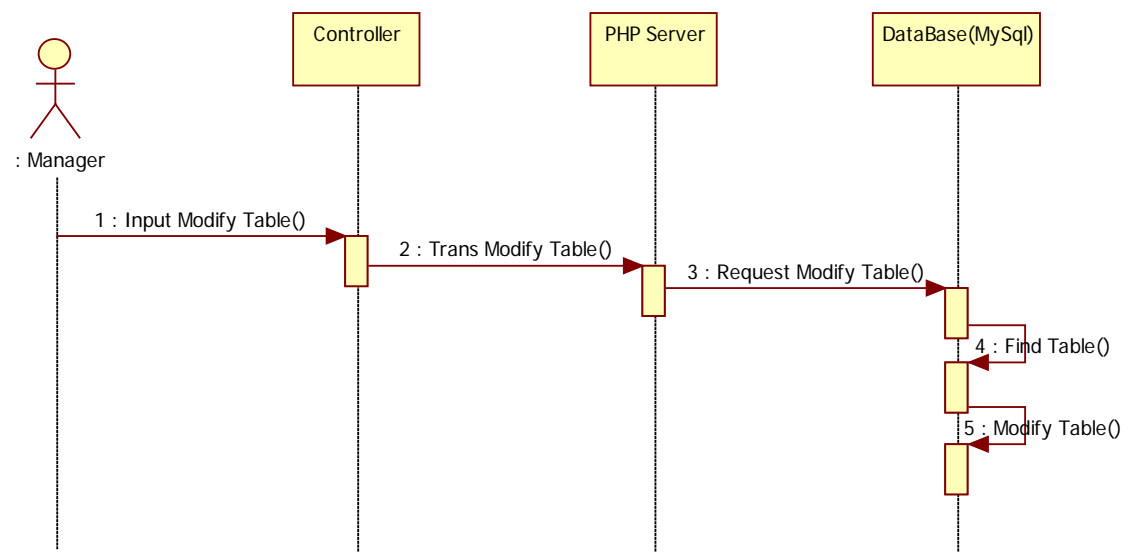 Controller
PHP Server
DataBase(MySql)
: Manager
1 : Input Modify Table()
2 : Trans Modify Table()
3 : Request Modify Table()
4 : Find Table()
5 : Modify Table()